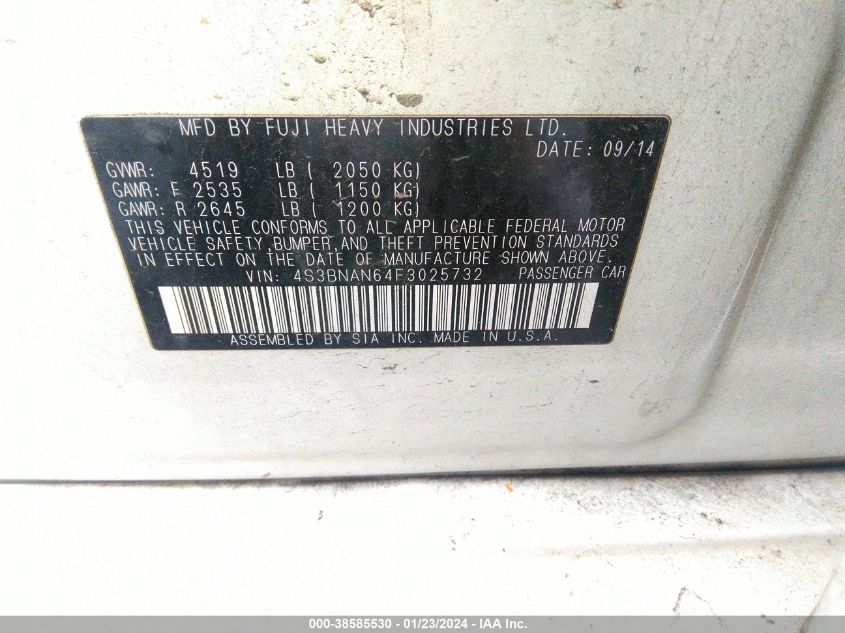 MFD BY FUJI HEAVY INDUSTRIES LTD.
DATE: 09/14
GVWR: 4519 LB ( 2050 KG)
GAWR: F 2535 LB ( 1150 KG)
GAWR: R 2645 LB ( 1200 KG)
THIS VEHICLE CONFORMS TO ALL APPLICABLE FEDERAL MOTOR
VEHICLE SAFETY,BUMPER,AND THEFT PREVENTION STANDARDS
IN EFFECT ON THE DATE OF MANUFACTURE SHOWN ABOVE.
VIN: 4S3BNAN64F3025732 PASSENGER CAR
ASSEMBLED BY SIA INC. MADE IN U.S.A.
000-38585530 - 01/23/2024 - IAA Inc.